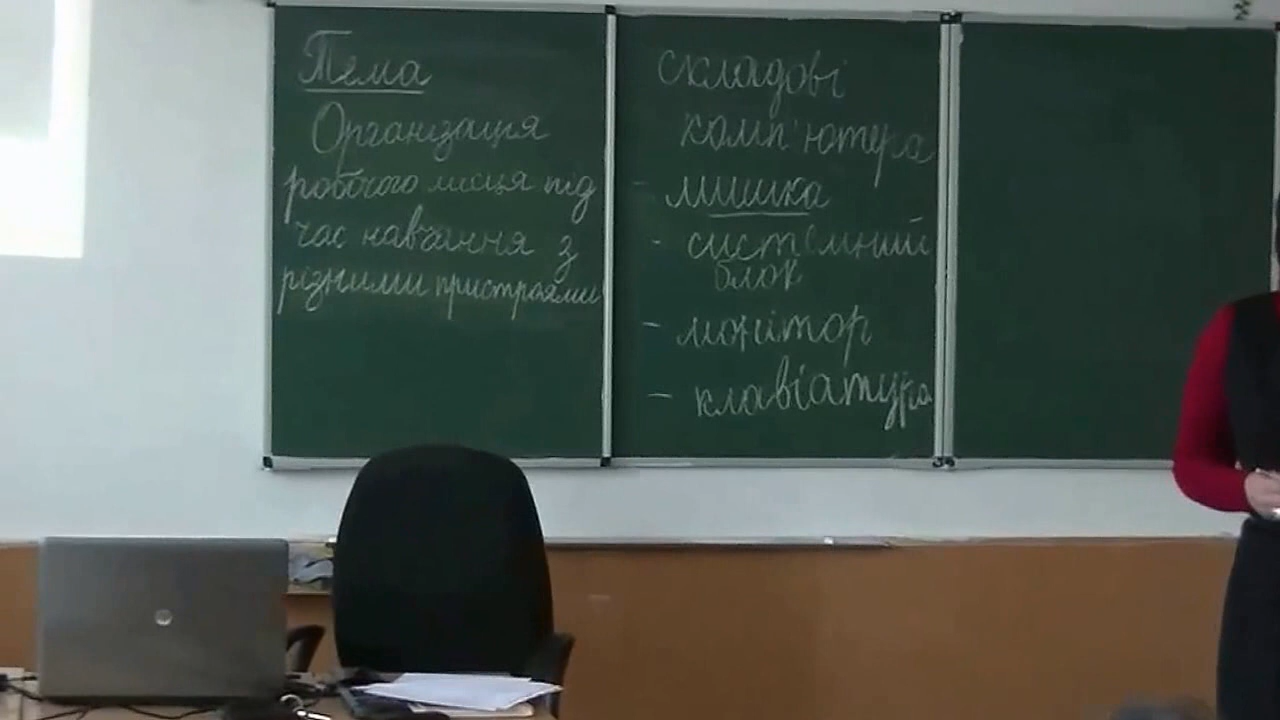 Тема
Організація
робочого місця під
час навчання з
різними пристроями
складові
комп'ютера
- мишка
- системний
блок
- монітор
- клавіатура